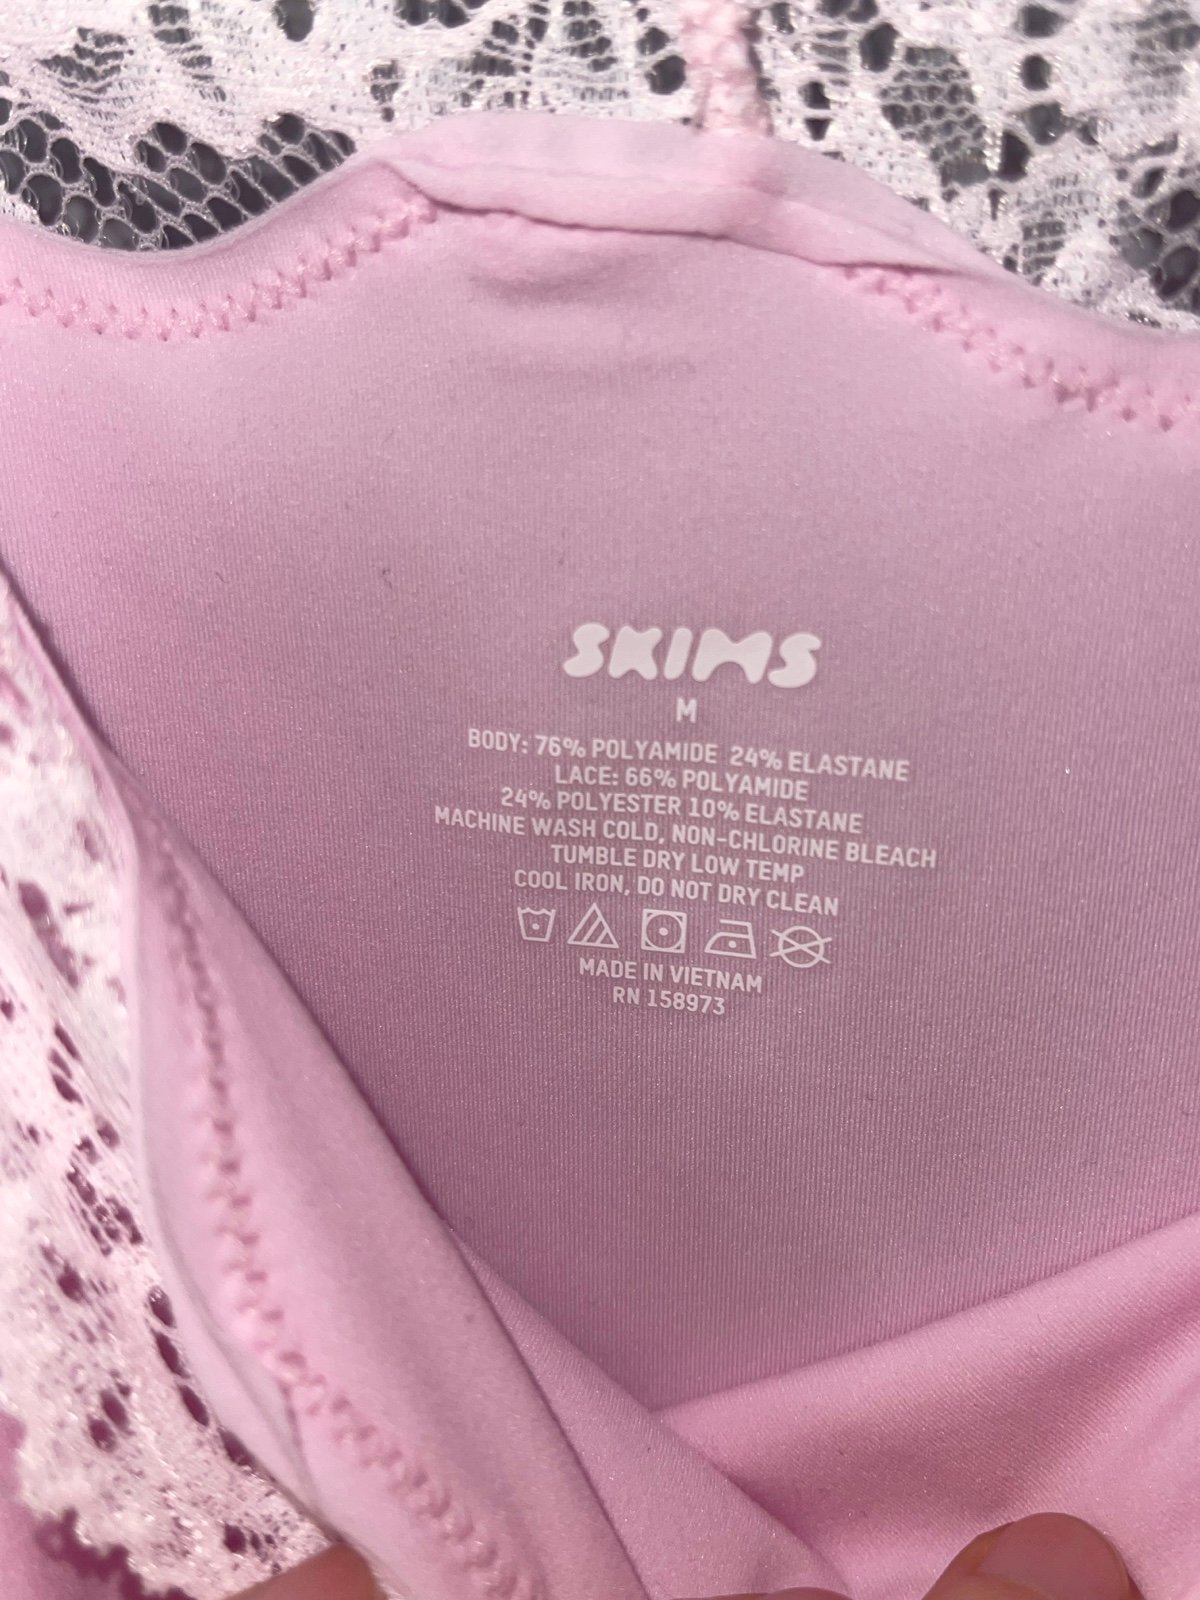 SKIMS
M
BODY: 76% POLYAMIDE 24% ELASTANE
LACE: 66% POLYAMIDE
24% POLYESTER 10% ELASTANE
MACHINE WASH COLD, NON-CHLORINE BLEACH
TUMBLE DRY LOW TEMP
COOL IRON, DO NOT DRY CLEAN
MADE IN VIETNAM
RN 158973